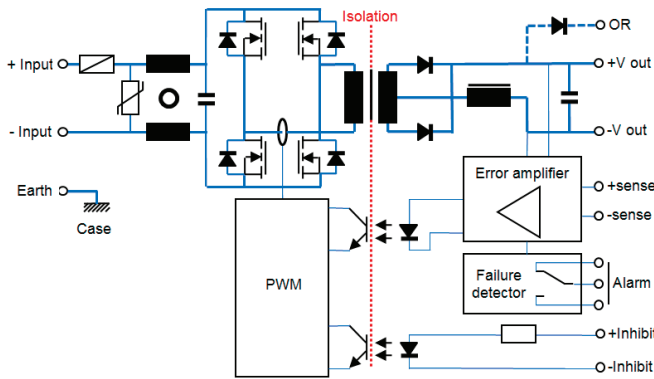 Isolation
OR
+ Input
+V out
- Input
-V out
Error amplifier
+sense
-sense
Earth
Case
PWM
Failure
detector
Alarm
+Inhibit
-Inhibit